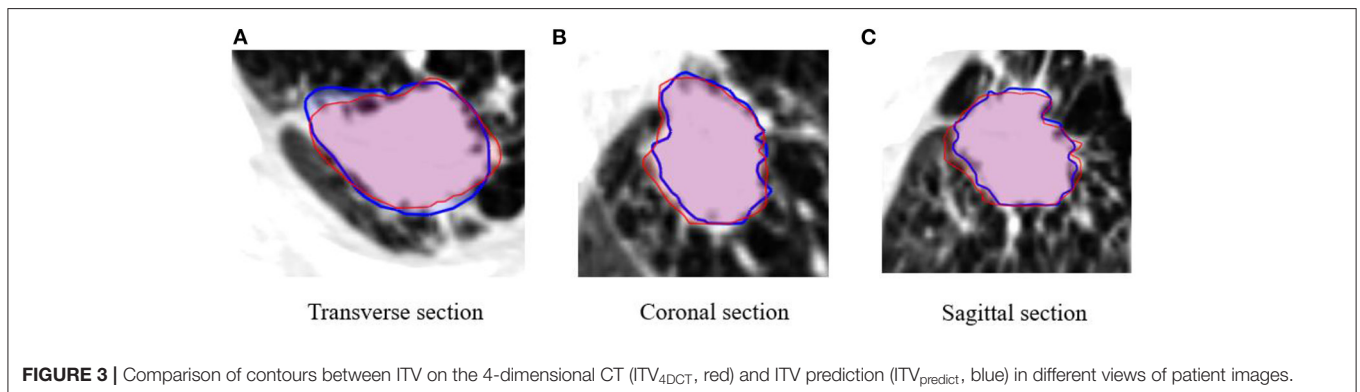 A B C
Transverse section Coronal section Sagittal section
FIGURE 3 | Comparison of contours between ITV on the 4-dimensional CT (ITV4DCT, red) and ITV prediction (ITVpredict, blue) in different views of patient images.